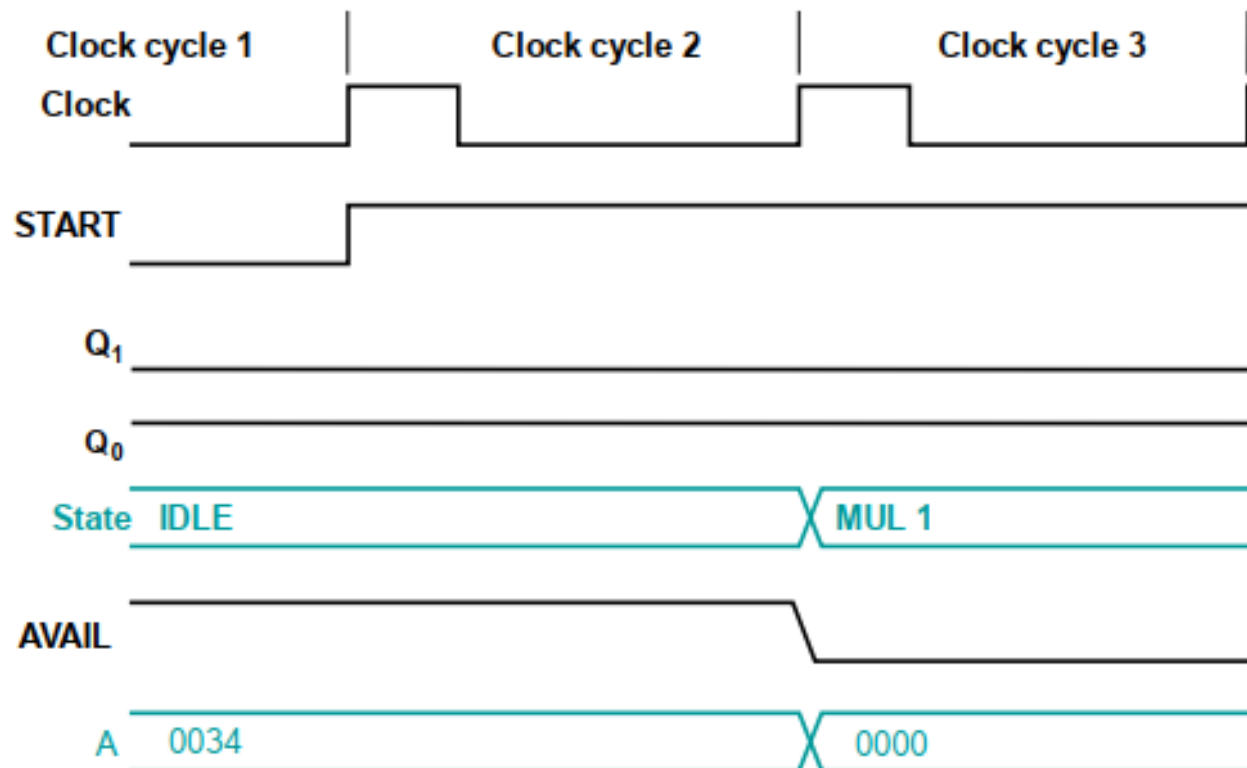 Clock cycle 1 Clock cycle 2 Clock cycle 3
Clock
START
Q1
Q0
State IDLE MUL 1
AVAIL
A 0034 0000